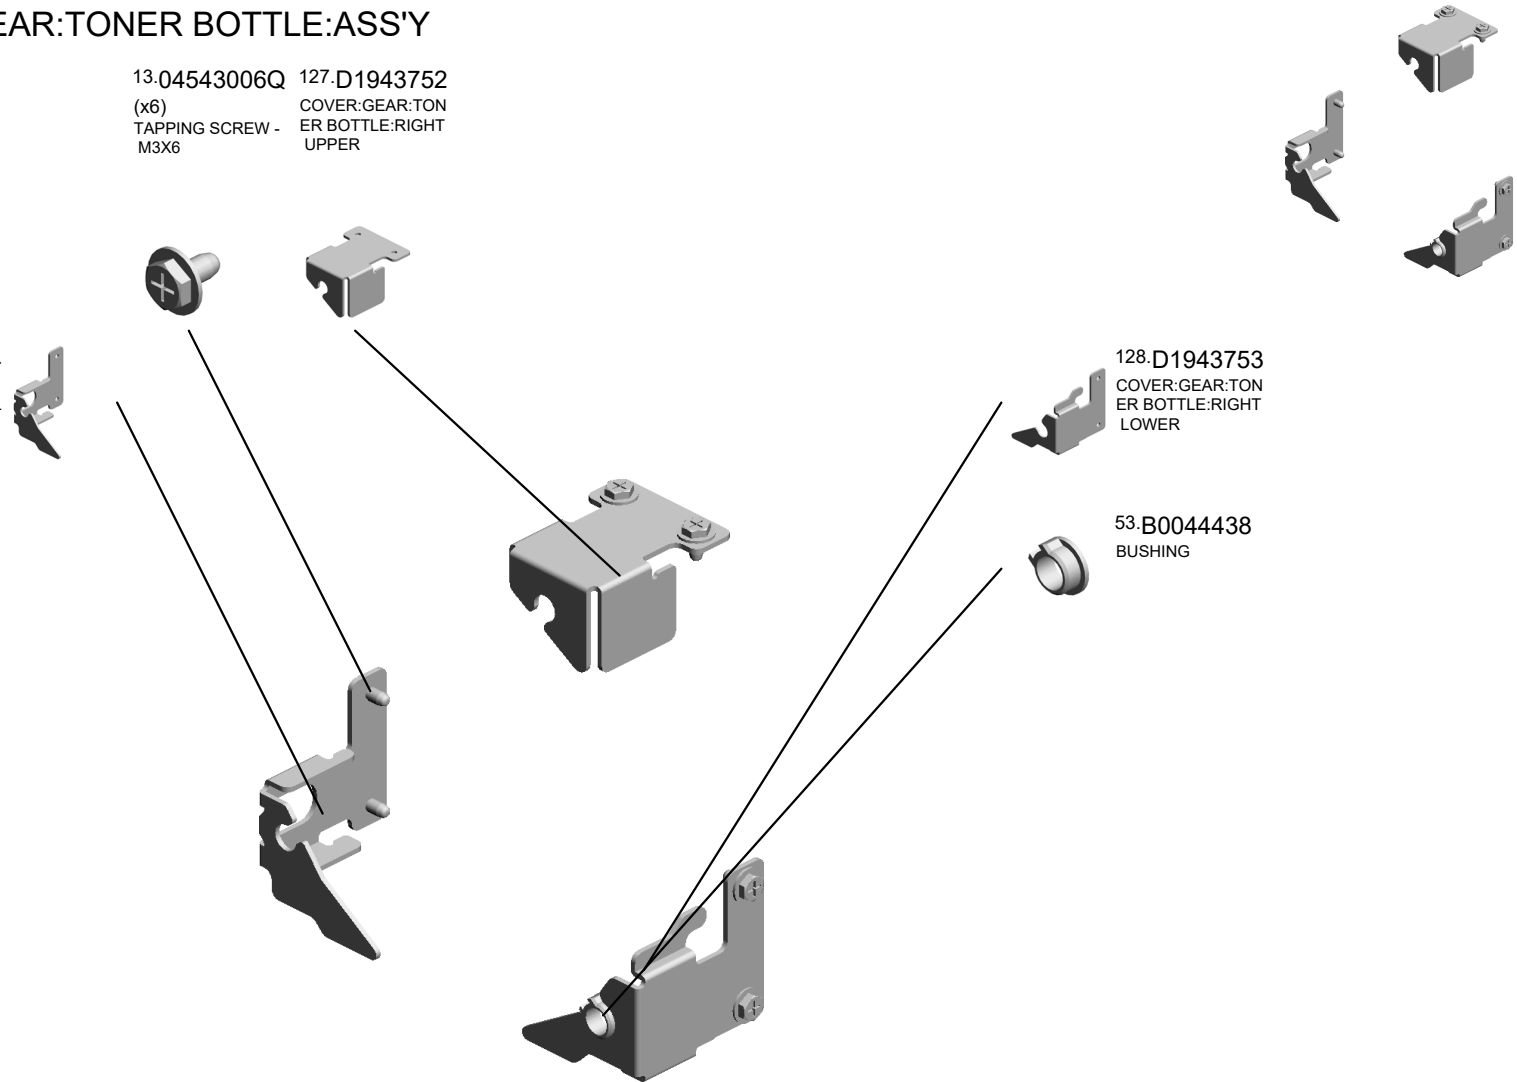 EAR:TONER BOTTLE:ASS'Y
13.04543006Q
(x6)
TAPPING SCREW -
M3X6
127.D1943752
COVER:GEAR:TON
ER BOTTLE:RIGHT
UPPER
128.D1943753
COVER:GEAR:TON
ER BOTTLE:RIGHT
LOWER
53.B0044438
BUSHING